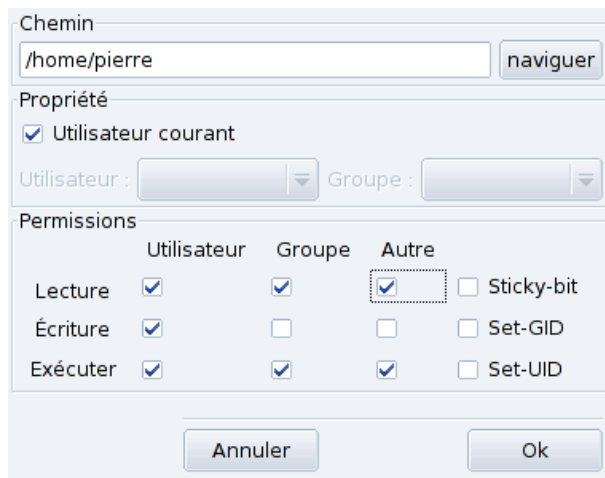 Chemin
/home/pierre naviguer
Propriété
Utilisateur courant
Utilisateur : Groupe :
Permissions
Utilisateur Groupe Autre
Lecture Sticky-bit
Écriture Set-GID
Exécuter Set-UID
Annuler Ok